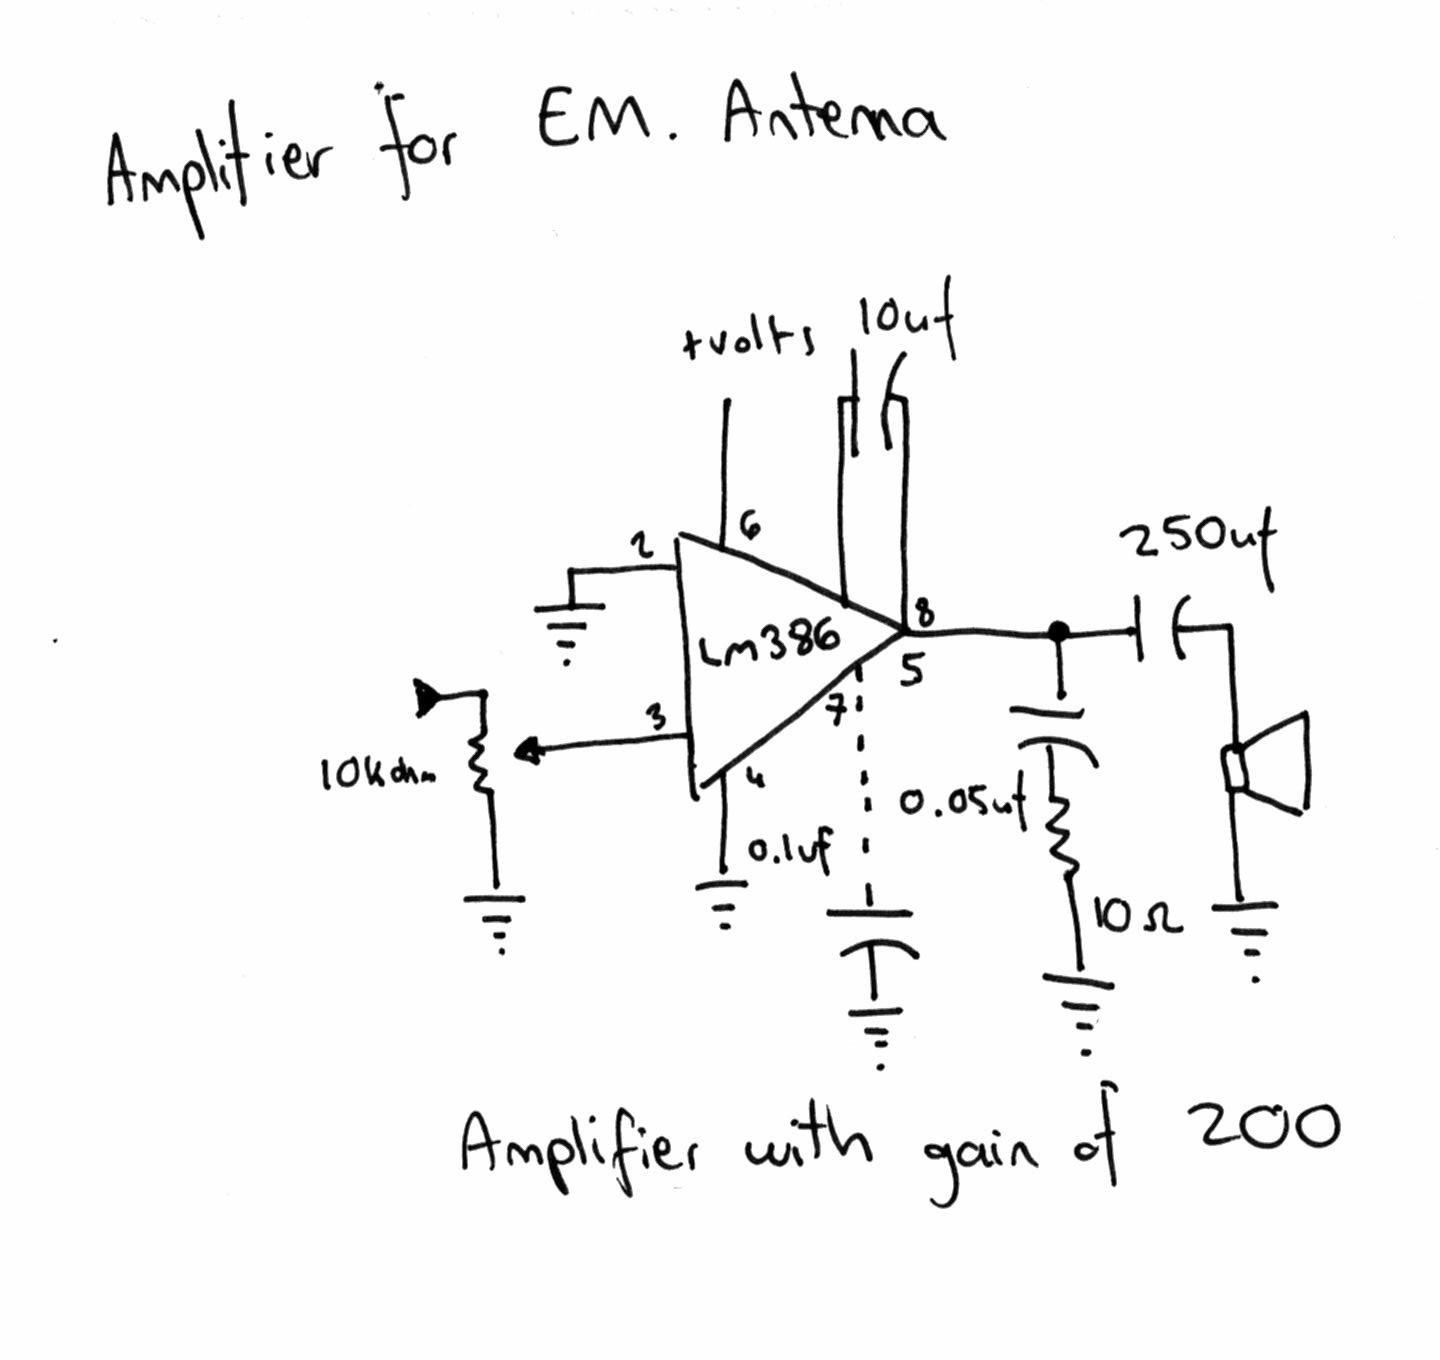 Amplifier for EM. Antenna
+volts 10uf
6
2
250uf
8
LM386
5
3
7
10Kohm
4
0.05uf
0.1uf
10Ω
Amplifier with gain of 200